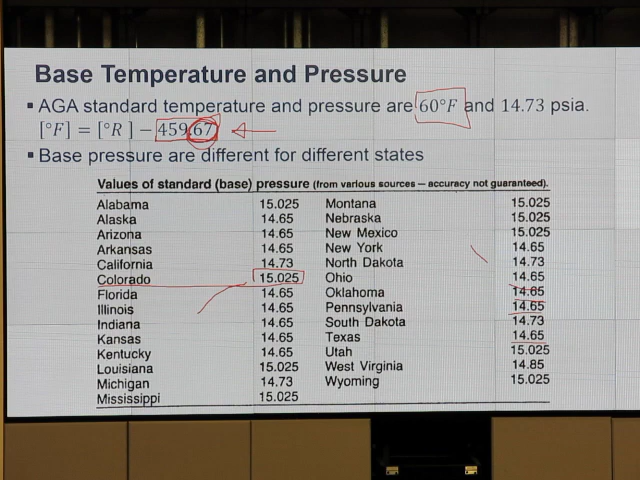 Base Temperature and Pressure
▪ AGA standard temperature and pressure are 60°F and 14.73 psia.
[°F] = [°R ] − 459.67
▪ Base pressure are different for different states
Values of standard (base) pressure (from various sources — accuracy not guaranteed).
Alabama 15.025 Montana 15.025
Alaska 14.65 Nebraska 15.025
Arizona 14.65 New Mexico 15.025
Arkansas 14.65 New York 14.65
California 14.73 North Dakota 14.73
Colorado 15.025 Ohio 14.65
Florida 14.65 Oklahoma 14.65
Illinois 14.65 Pennsylvania 14.65
Indiana 14.65 South Dakota 14.73
Kansas 14.65 Texas 14.65
Kentucky 14.65 Utah 15.025
Louisiana 15.025 West Virginia 14.85
Michigan 14.73 Wyoming 15.025
Mississippi 15.025